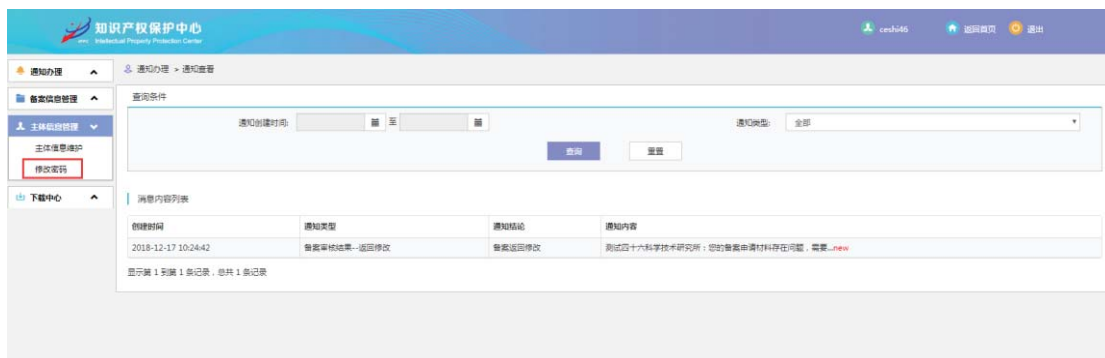 知识产权保护中心
Intellectual Property Protection Center
ceshi46 返回首页 退出
通知办理
通知办理 > 通知查看
备案信息管理
查询条件
主体信息管理
通知创建时间: 至 通知类型: 全部
主体信息维护
查询 重置
修改密码
下载中心
消息内容列表
创建时间 通知类型 通知结论 通知内容
2018-12-17 10:24:42 备案审核结果--返回修改 备案返回修改 测试四十六科学技术研究所：您的备案申请材料存在问题，需要...new
显示第 1 到第 1 条记录，总共 1 条记录